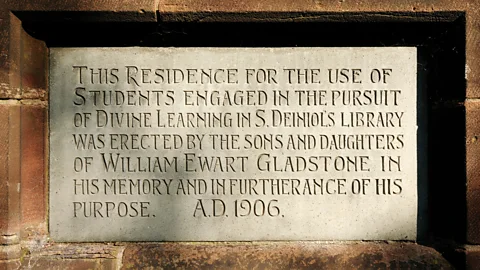 THIS RESIDENCE FOR THE USE OF
STUDENTS ENGAGED IN THE PURSUIT
OF DIVINE LEARNING IN S. DEINIOL'S LIBRARY
WAS ERECTED BY THE SONS AND DAUGHTERS
OF WILLIAM EWART GLADSTONE IN
HIS MEMORY AND IN FURTHERANCE OF HIS
PURPOSE. A.D. 1906.